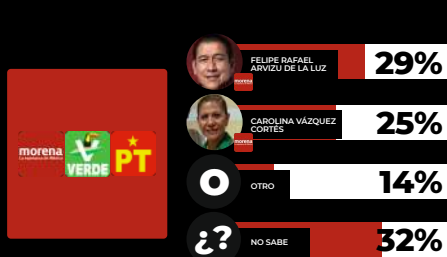 FELIPE RAFAEL
ARVIZU DE LA LUZ
29%
morena
CAROLINA VÁZQUEZ
CORTÉS
25%
morena
morena
La esperanza de México
VERDE
PT
O
OTRO
14%
¿?
NO SABE
32%